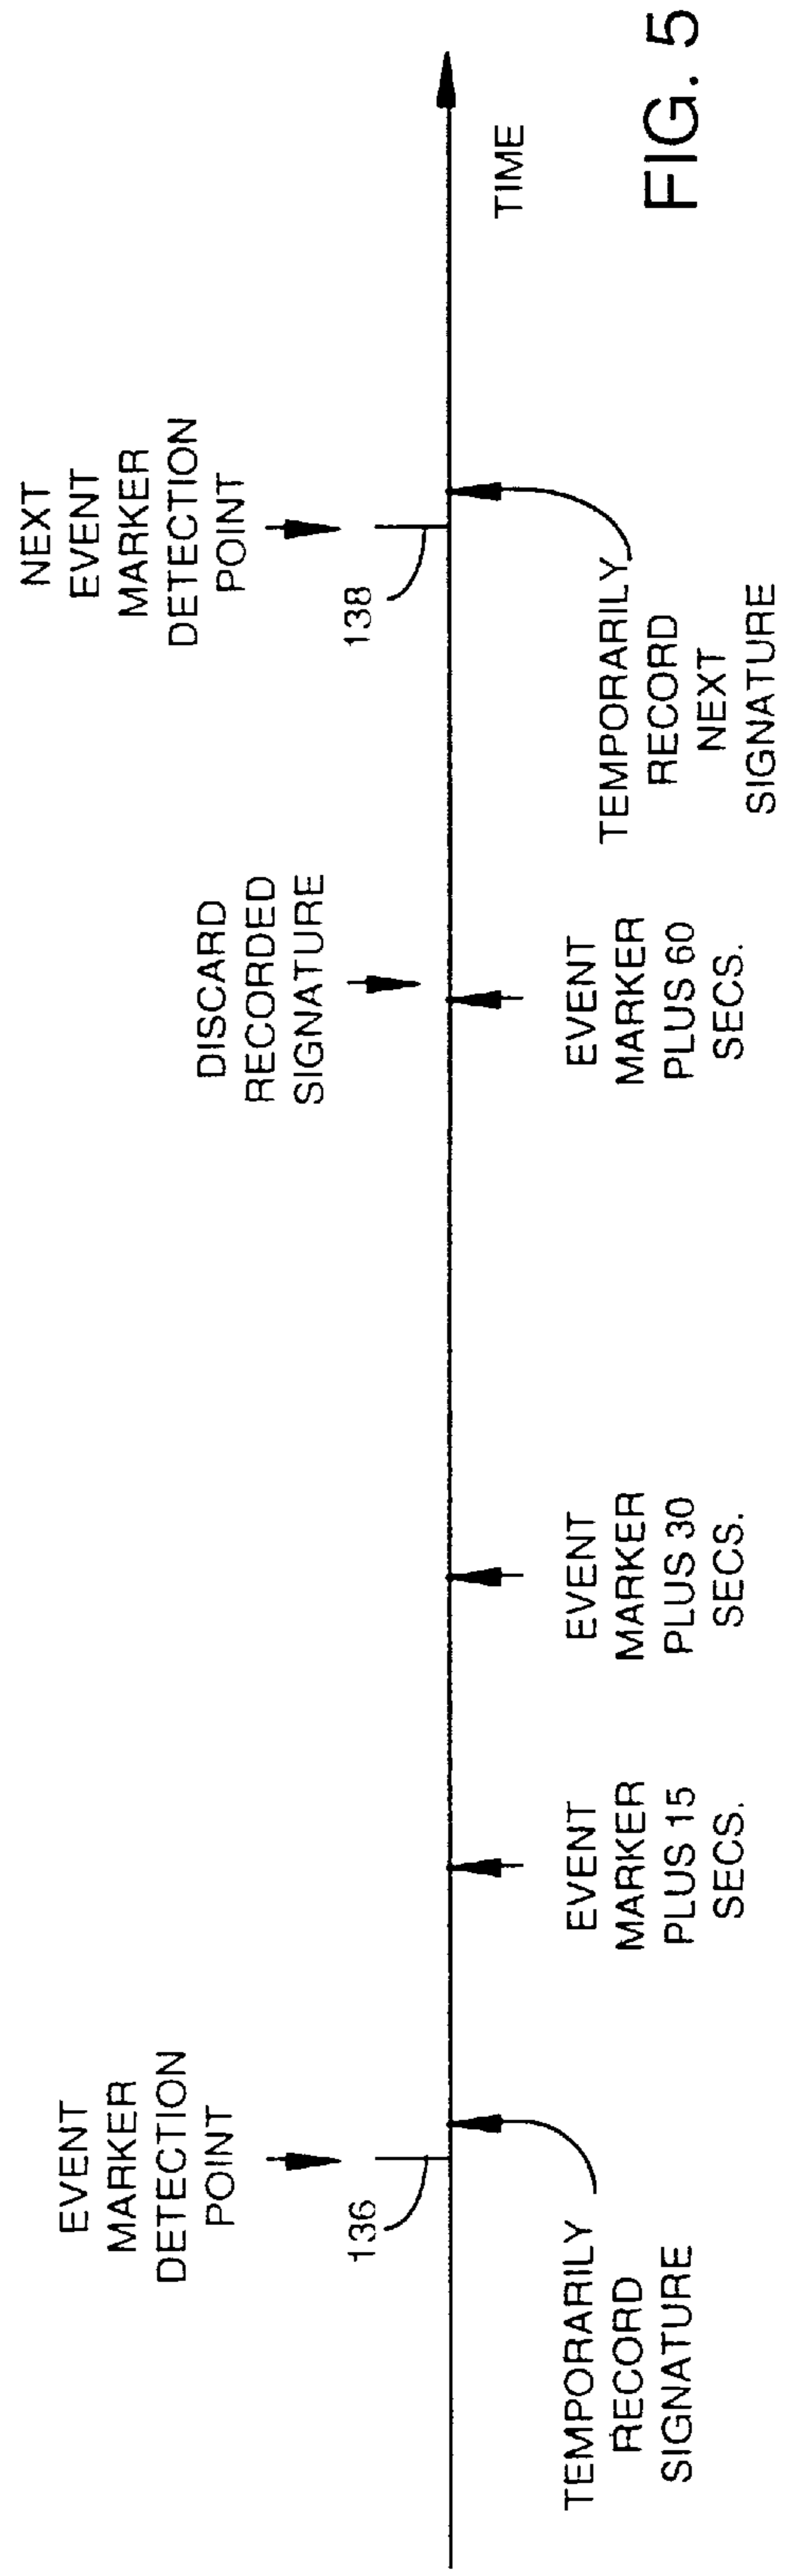 EVENT
MARKER
DETECTION
POINT
136
TEMPORARILY
RECORD
SIGNATURE
EVENT
MARKER
PLUS 15
SECS.
EVENT
MARKER
PLUS 30
SECS.
DISCARD
RECORDED
SIGNATURE
EVENT
MARKER
PLUS 60
SECS.
NEXT
EVENT
MARKER
DETECTION
POINT
138
TEMPORARILY
RECORD
NEXT
SIGNATURE
TIME
FIG. 5